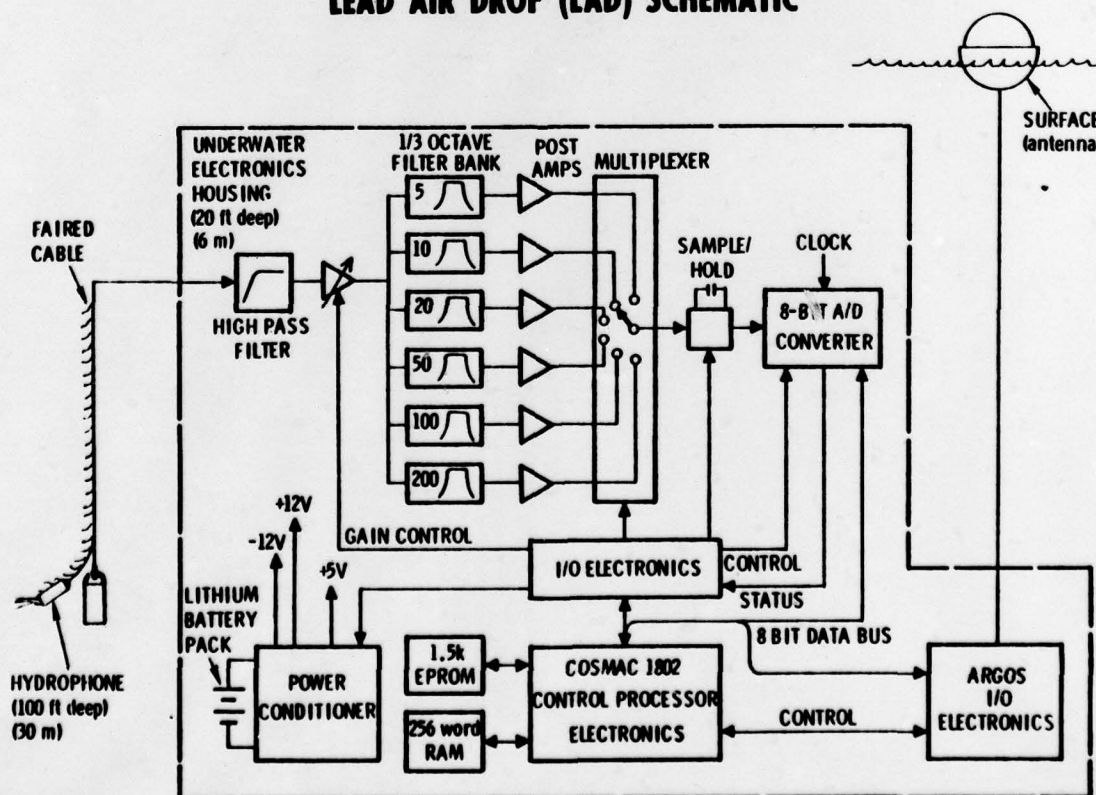 LEAD AIR DROP (LAD) SCHEMATIC
SURFACE
(antenna
UNDERWATER
ELECTRONICS
HOUSING
(20 ft deep)
(6 m)
1/3 OCTAVE
FILTER BANK
POST
AMPS
MULTIPLEXER
FAIRED
CABLE
5
10
20
50
100
200
HIGH PASS
FILTER
SAMPLE/
HOLD
CLOCK
8-BIT A/D
CONVERTER
+12V
-12V
+5V
GAIN CONTROL
I/O ELECTRONICS
CONTROL
STATUS
8 BIT DATA BUS
LITHIUM
BATTERY
PACK
POWER
CONDITIONER
1.5k
EPROM
256 word
RAM
COSMAC 1802
CONTROL PROCESSOR
ELECTRONICS
CONTROL
ARGOS
I/O
ELECTRONICS
HYDROPHONE
(100 ft deep)
(30 m)